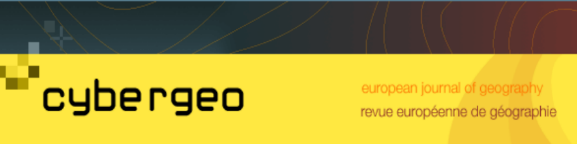 cybergeo
european journal of geography
revue européenne de géographie